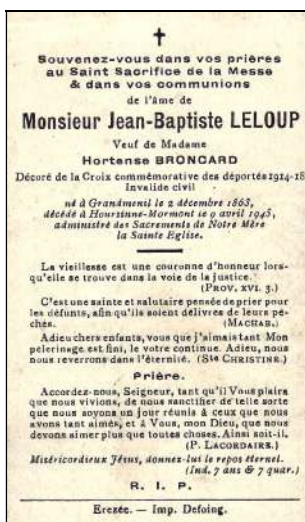 Souvenez-vous dans vos prières
au Saint Sacrifice de la Messe
& dans vos communions
de l'âme de
Monsieur Jean-Baptiste LELOUP
Veuf de Madame
Hortense BRONCARD
Décoré de la Croix commémorative des déportés 1914-18
Invalide civil
né à Grandmenil le 2 décembre 1863,
décédé à Hoursinne-Mormont le 9 avril 1945,
administré des Sacrements de Notre Mère
la Sainte Eglise.
La vieillesse est une couronne d'honneur lors-
qu'elle se trouve dans la voie de la justice.
(PROV. XVI. 3.)
C'est une sainte et salutaire pensée de prier pour
les défunts, afin qu'ils soient délivrés de leurs pé-
chés. (MACHAB.)
Adieu chers enfants, vous que j'aimais tant Mon
pelerinage est fini, le votre continue. Adieu, nous
nous reverrons dans l'éternité. (Ste CHRISTINE.)
Prière.
Accordez-nous, Seigneur, tant qu'il Vous plaira
que nous vivions, de nous sanctifier de telle sorte
que nous soyons un jour réunis à ceux que nous
avons tant aimés, et à Vous, mon Dieu, que nous
devons aimer plus que toutes choses. Ainsi soit-il.
(P. LACORDAIRE.)
Miséricordieux Jésus, donnez-lui le repos éternel.
(Ind. 7 ans & 7 quar.)
R. I. P.
Erezée. — Imp. Defoing.